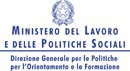 MINISTERO DEL LAVORO
E DELLE POLITICHE SOCIALI
Direzione Generale per le Politiche
per l'Orientamento e la Formazione